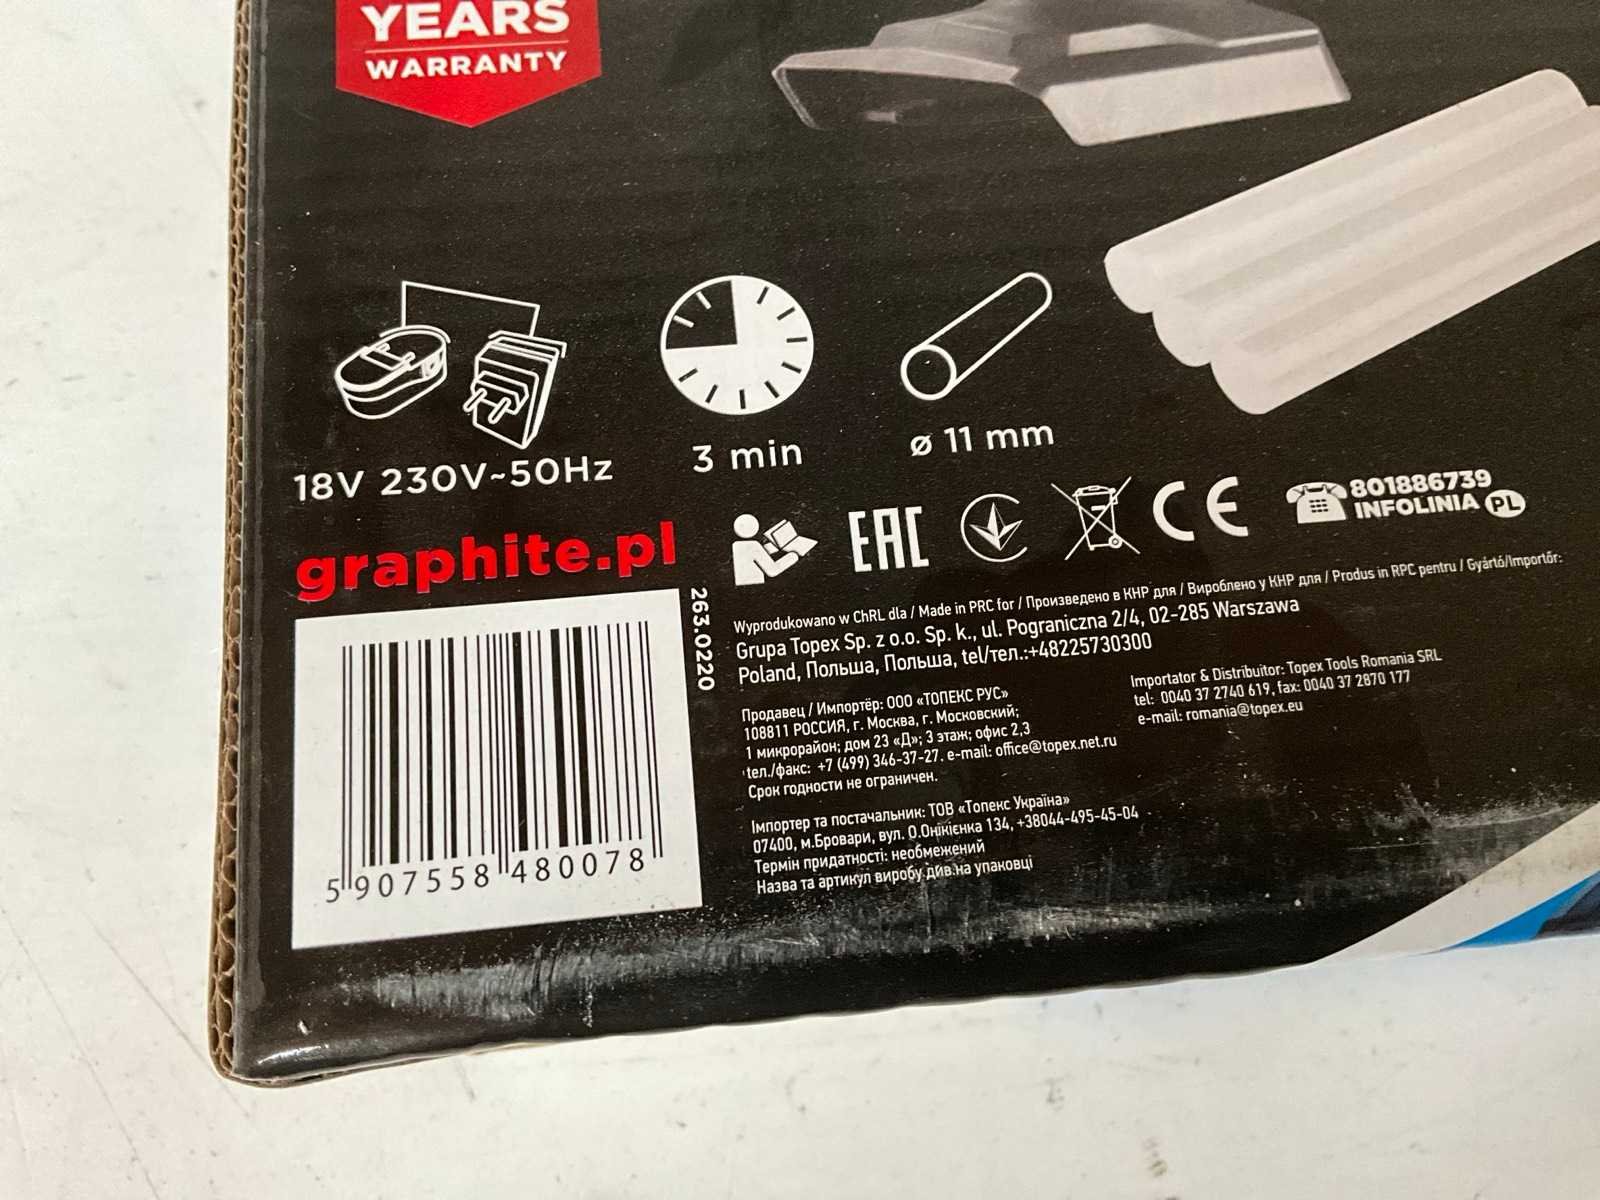 YEARS
WARRANTY
18V 230V~50Hz
3 min
ø 11 mm
graphite.pl
EAC
CE
801886739
INFOLINIA PL
263.0220
Wyprodukowano w ChRL dla / Made in PRC for / Произведено в КНР для / Вироблено у КНР для / Produs in RPC pentru / Gyártó/Importőr:
Grupa Topex Sp. z o.o. Sp. k., ul. Pograniczna 2/4, 02-285 Warszawa
Poland, Польша, Польша, tel/тел.:+48225730300
Продавец / Импортёр: ООО «ТОПЕКС РУС»
108811 РОССИЯ, г. Москва, г. Московский;
1 микрорайон; дом 23 «Д»; 3 этаж; офис 2,3
тел./факс: +7 (499) 346-37-27. e-mail: office@topex.net.ru
Срок годности не ограничен.
Importator & Distribuitor: Topex Tools Romania SRL
tel: 0040 37 2740 619, fax: 0040 37 2870 177
e-mail: romania@topex.eu
Імпортер та постачальник: ТОВ «Топекс Україна»
07400, м.Бровари, вул. О.Онікієнка 134, +38044-495-45-04
Термін придатності: необмежений
Назва та артикул виробу див.на упаковці
5 907558 480078